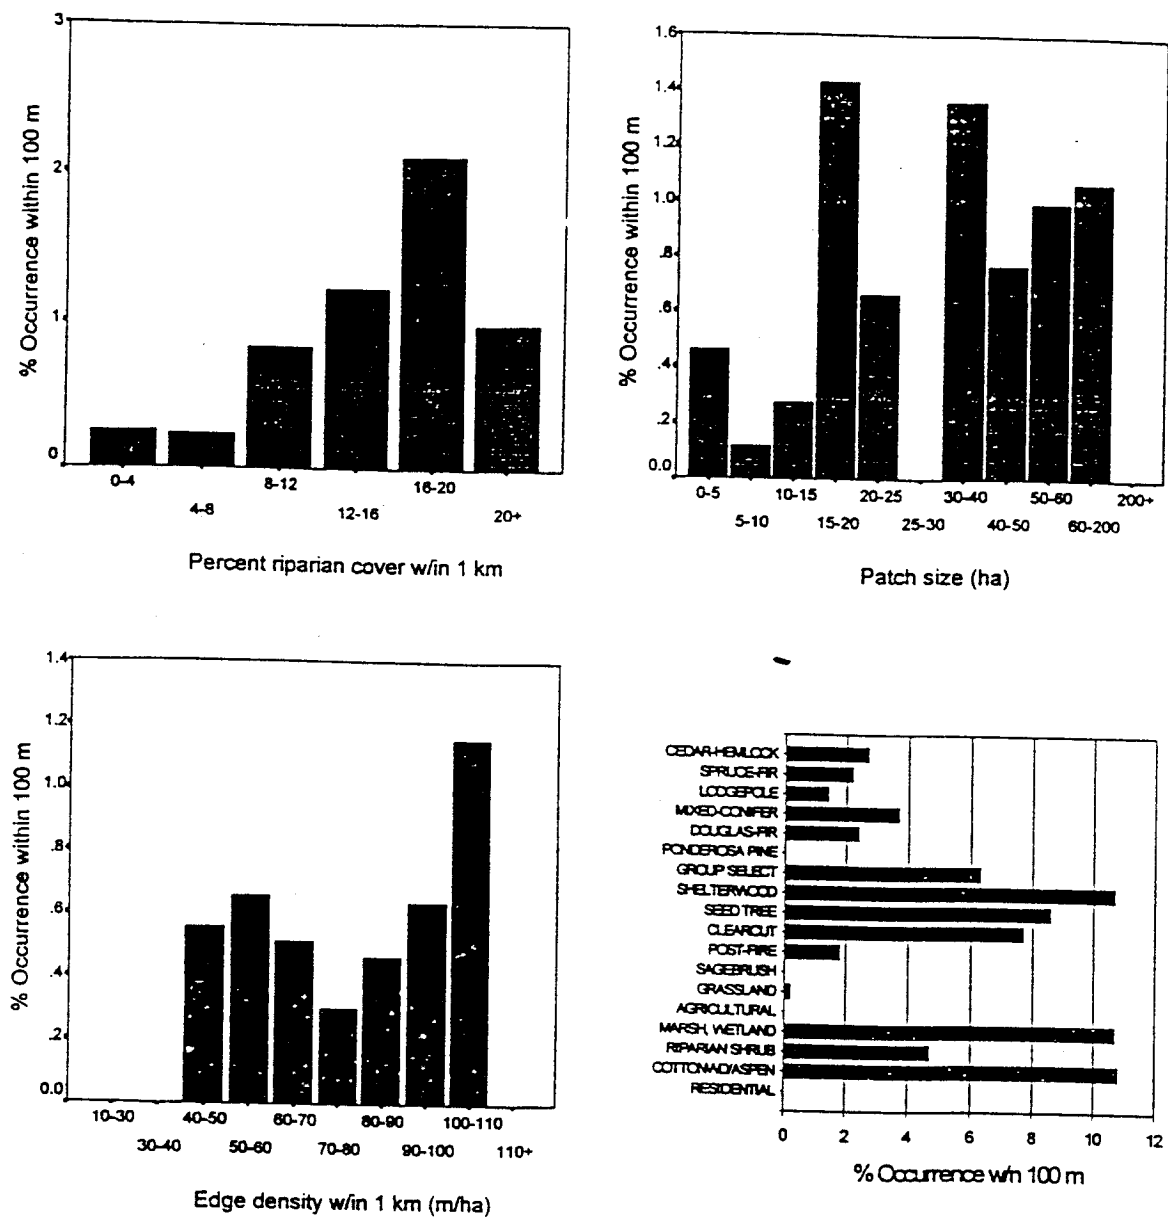 3
2
1
0
% Occurrence within 100 m
0-4
8-12
16-20
4-8
12-16
20+
Percent riparian cover w/in 1 km
1.6
1.4
1.2
1.0
.8
.6
.4
.2
0.0
% Occurrence within 100 m
0-5
10-15
20-25
30-40
50-60
200+
5-10
15-20
25-30
40-50
60-200
Patch size (ha)
1.4
1.2
1.0
.8
.6
.4
.2
0.0
% Occurrence within 100 m
10-30
40-50
60-70
80-90
100-110
30-40
50-60
70-80
90-100
110+
Edge density w/in 1 km (m/ha)
CEDAR-HEMLOCK
SPRUCE-FIR
LODGEPOLE
MIXED-CONIFER
DOUGLAS-FIR
PONDEROSA PINE
GROUP SELECT
SHELTERWOOD
SEED TREE
CLEARCUT
POST-FIRE
SAGEBRUSH
GRASSLAND
AGRICULTURAL
MARSH, WETLAND
RIPARIAN SHRUB
COTTONWD/ASPEN
RESIDENTIAL
0 2 4 6 8 10 12
% Occurrence w/n 100 m